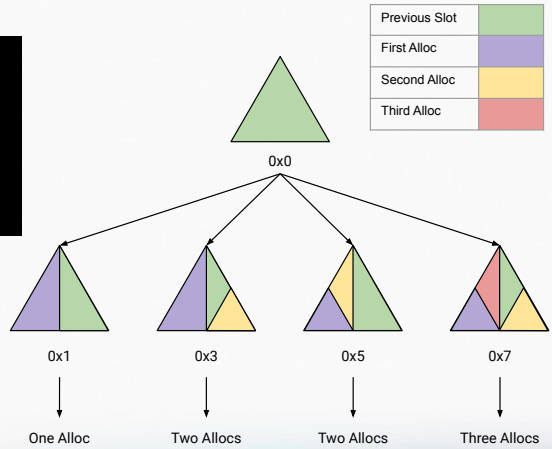 Previous Slot
First Alloc
Second Alloc
Third Alloc
0x0
0x1
0x3
0x5
0x7
One Alloc
Two Allocs
Two Allocs
Three Allocs